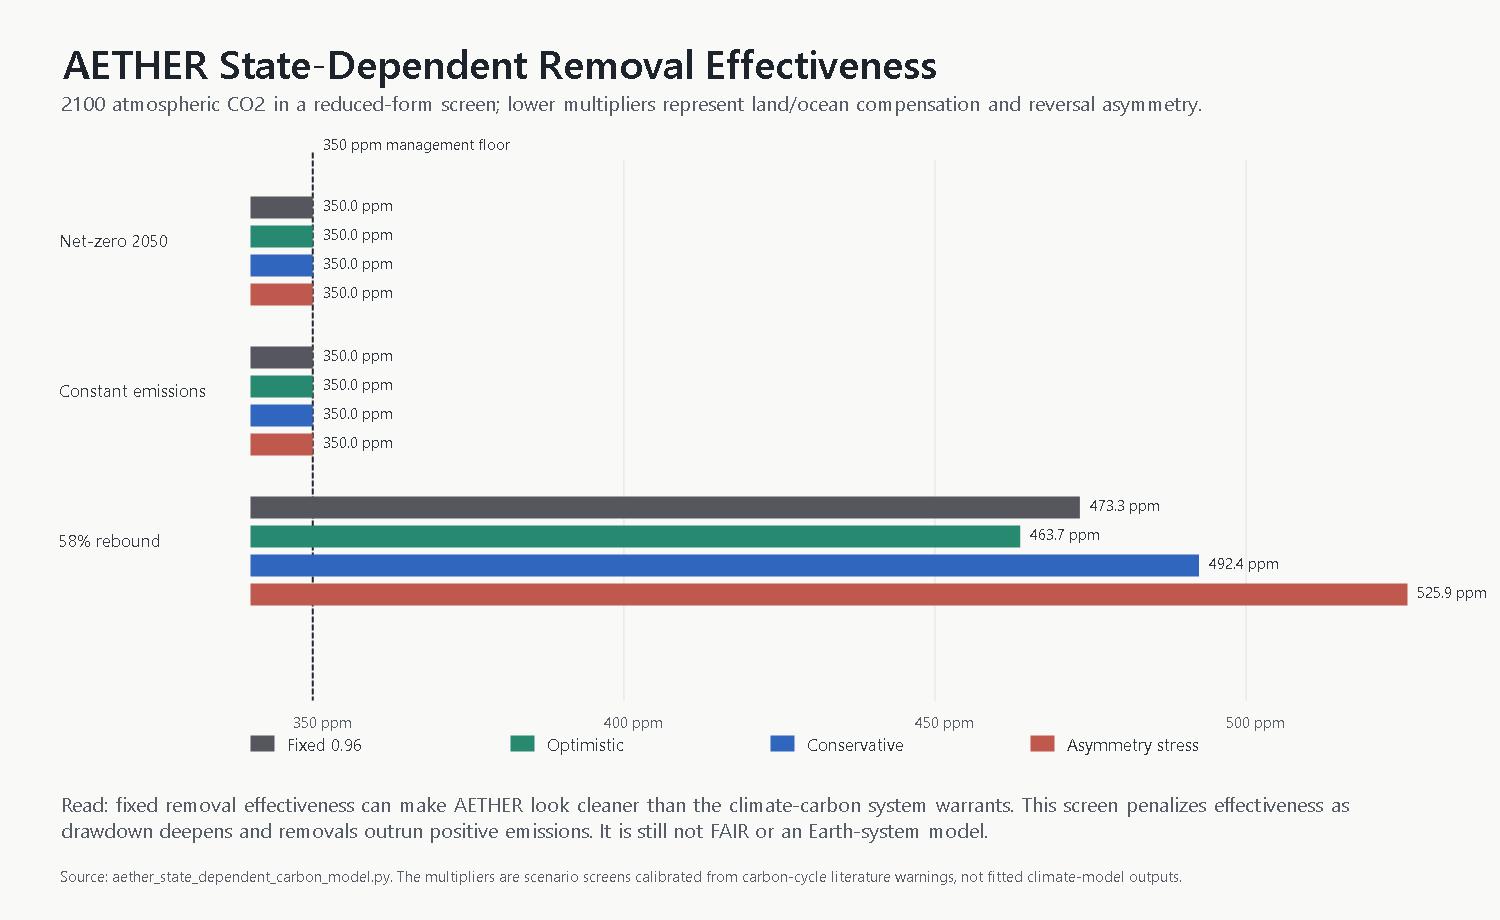 AETHER State-Dependent Removal Effectiveness
2100 atmospheric CO2 in a reduced-form screen; lower multipliers represent land/ocean compensation and reversal asymmetry.
350 ppm management floor
Net-zero 2050
350.0 ppm
350.0 ppm
350.0 ppm
350.0 ppm
Constant emissions
350.0 ppm
350.0 ppm
350.0 ppm
350.0 ppm
58% rebound
473.3 ppm
463.7 ppm
492.4 ppm
525.9 ppm
350 ppm 400 ppm 450 ppm 500 ppm
Fixed 0.96 Optimistic Conservative Asymmetry stress
Read: fixed removal effectiveness can make AETHER look cleaner than the climate-carbon system warrants. This screen penalizes effectiveness as
drawdown deepens and removals outrun positive emissions. It is still not FAIR or an Earth-system model.
Source: aether_state_dependent_carbon_model.py. The multipliers are scenario screens calibrated from carbon-cycle literature warnings, not fitted climate-model outputs.